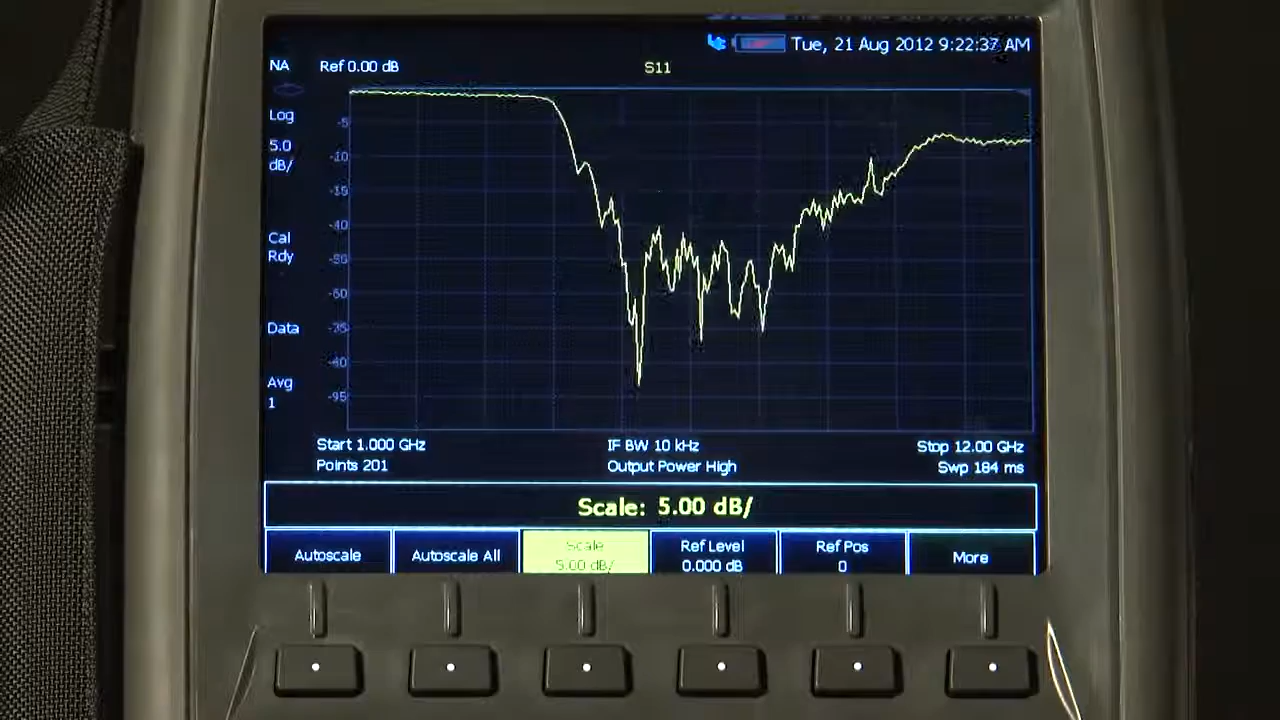 Tue, 21 Aug 2012 9:22:37 AM
NA
Ref 0.00 dB
S11
Log
5.0
dB/
-5
-10
-15
Cal
Rdy
Data
Avg
1
Start 1.000 GHz
IF BW 10 kHz
Stop 12.00 GHz
Points 201
Output Power High
Swp 184 ms
Scale: 5.00 dB/
Autoscale
Autoscale All
Scale
5.00 dB/
Ref Level
0.000 dB
Ref Pos
0
More